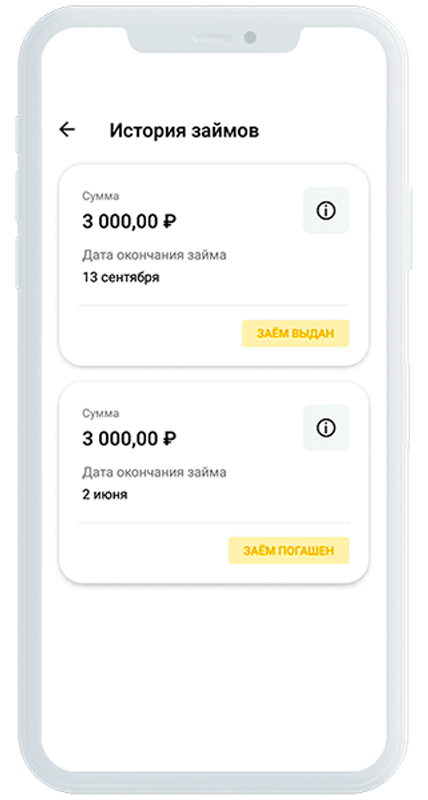 История займов
Сумма
3 000,00 ₽
Дата окончания займа
13 сентября
ЗАЁМ ВЫДАН
Сумма
3 000,00 ₽
Дата окончания займа
2 июня
ЗАЁМ ПОГАШЕН